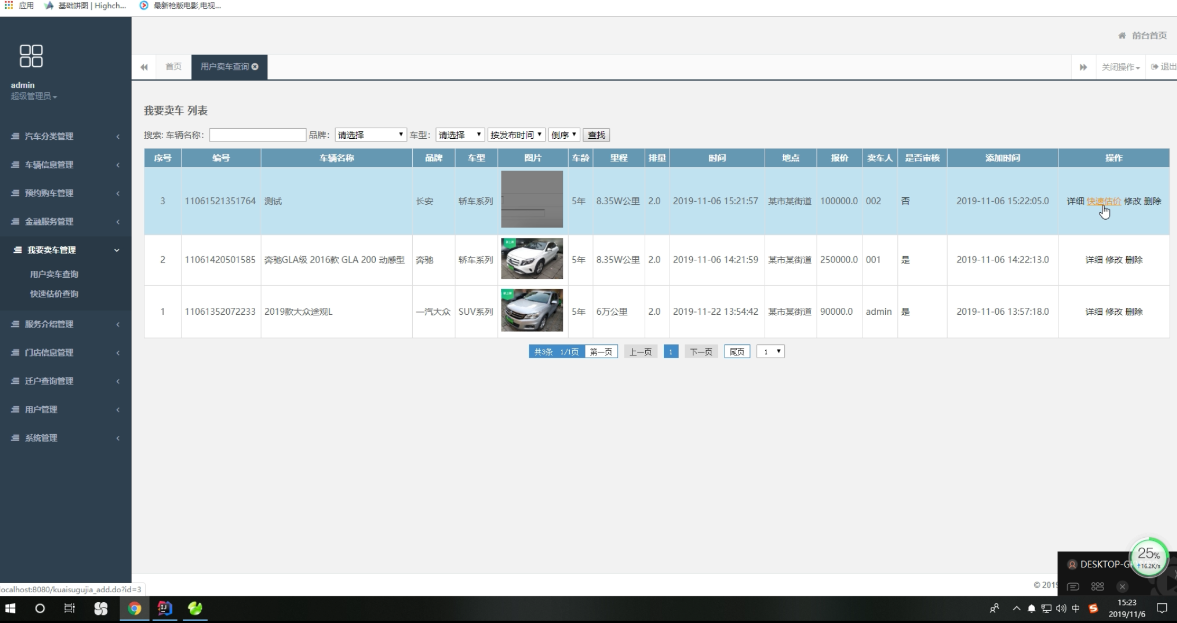 应用 基础饼图 | Highch... 最新枪版电影,电视...
前台首页
admin
超级管理员
首页 用户卖车查询 关闭操作 退出
汽车分类管理
车辆信息管理
预约购车管理
金融服务管理
我要卖车管理
用户卖车查询
快速估价查询
服务介绍管理
门店信息管理
迁户查询管理
用户管理
系统管理
我要卖车 列表
搜索: 车辆名称: 品牌: 请选择 车型: 请选择 按发布时间 倒序 查找
序号 编号 车辆名称 品牌 车型 图片 车龄 里程 排量 时间 地点 报价 卖车人 是否审核 添加时间 操作
3 11061521351764 测试 长安 轿车系列 5年 8.35W公里 2.0 2019-11-06 15:21:57 某市某街道 100000.0 002 否 2019-11-06 15:22:05.0 详细 快速估价 修改 删除
2 11061420501585 奔驰GLA级 2016款 GLA 200 动感型 奔驰 轿车系列 5年 8.35W公里 2.0 2019-11-06 14:21:59 某市某街道 250000.0 001 是 2019-11-06 14:22:13.0 详细 修改 删除
1 11061352072233 2019款大众途观L 一汽大众 SUV系列 5年 6万公里 2.0 2019-11-22 13:54:42 某市某街道 90000.0 admin 是 2019-11-06 13:57:18.0 详细 修改 删除
共3条 1/1页 第一页 上一页 1 下一页 尾页 1
© 2015
25%
DESKTOP-G
localhost:8080/kuaisugujia_add.do?id=3
中
15:23
2019/11/6